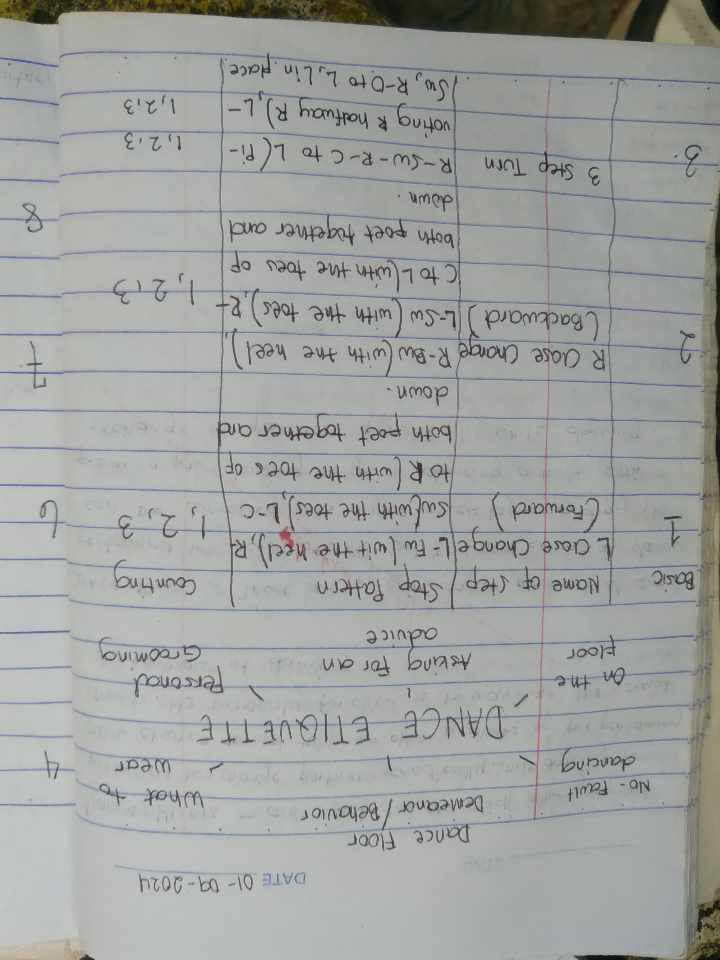 DATE 01-09-2024
Dance Floor
Demeanor / Behavior
No - Fault
dancing
What to
wear
DANCE ETIQUETTE
On the
Floor
Asking For an
advice
Personal
Grooming
Basic Name of step Stop Pattern Counting
1 L Close Change L- Fw (wit the heel), R-
(Forward) Sw (with the toes), L-C 1, 2, 3
to R (with the toes of
both poet together and
down.
2 R Close Change R-Bw (with the heel),
(Backward) L-Sw (with the toes), R- 1, 2, 3
C to L (with the toes of
both poet together and
down.
3. 3 Step Turn R-Sw-R-C to L (Pi- 1, 2, 3
voting R halfway R), L- 1, 2, 3
Sw, R-O to L, L in place.
4
6
7
8